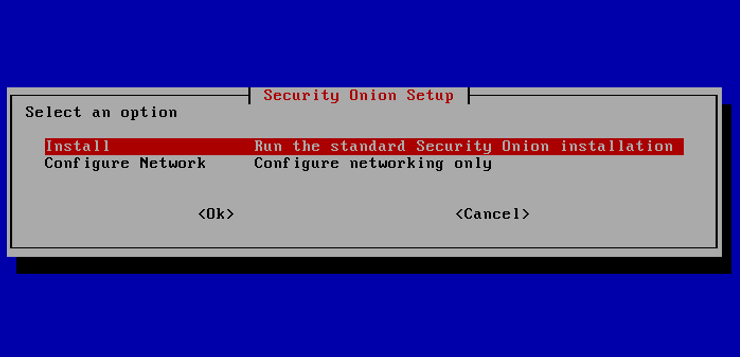 Security Onion Setup
Select an option
Install Run the standard Security Onion installation
Configure Network Configure networking only
<Ok> <Cancel>